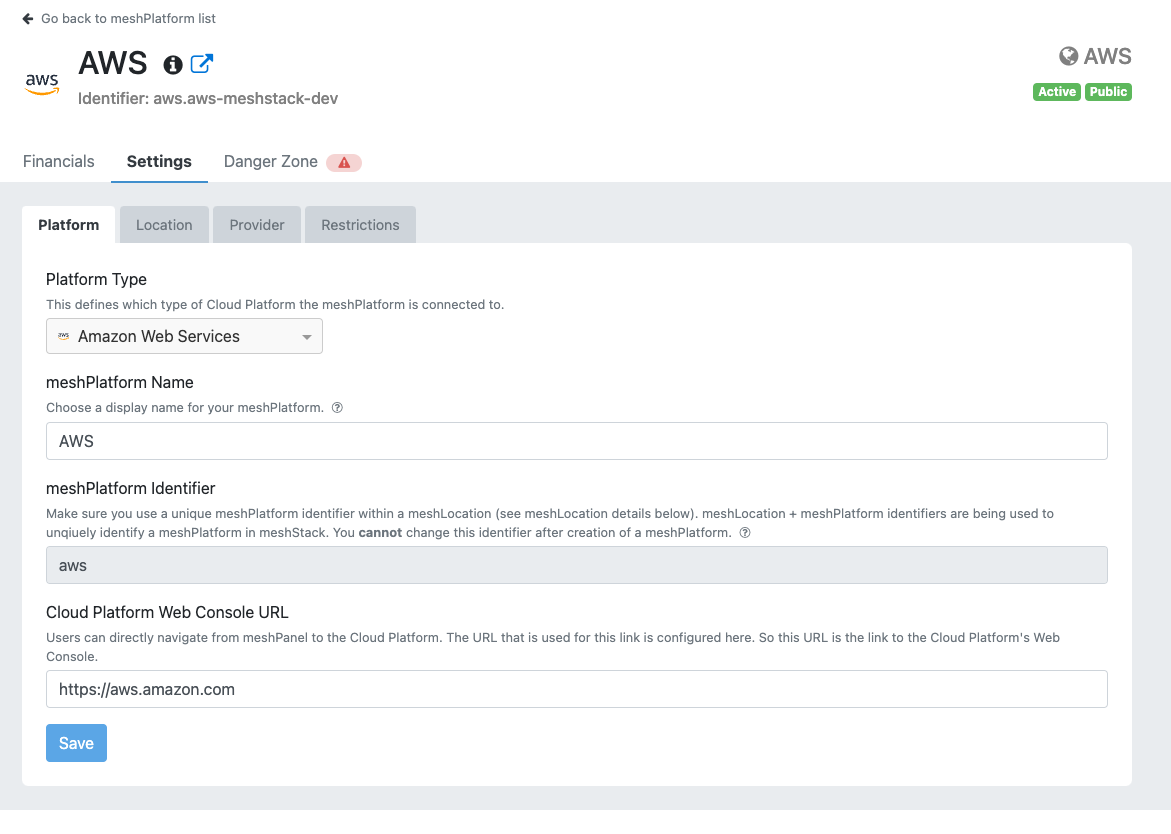 Go back to meshPlatform list
aws
AWS
Identifier: aws.aws-meshstack-dev
AWS
Active Public
Financials Settings Danger Zone
Platform Location Provider Restrictions
Platform Type
This defines which type of Cloud Platform the meshPlatform is connected to.
aws Amazon Web Services
meshPlatform Name
Choose a display name for your meshPlatform.
AWS
meshPlatform Identifier
Make sure you use a unique meshPlatform identifier within a meshLocation (see meshLocation details below). meshLocation + meshPlatform identifiers are being used to
unqiuely identify a meshPlatform in meshStack. You cannot change this identifier after creation of a meshPlatform.
aws
Cloud Platform Web Console URL
Users can directly navigate from meshPanel to the Cloud Platform. The URL that is used for this link is configured here. So this URL is the link to the Cloud Platform's Web
Console.
https://aws.amazon.com
Save